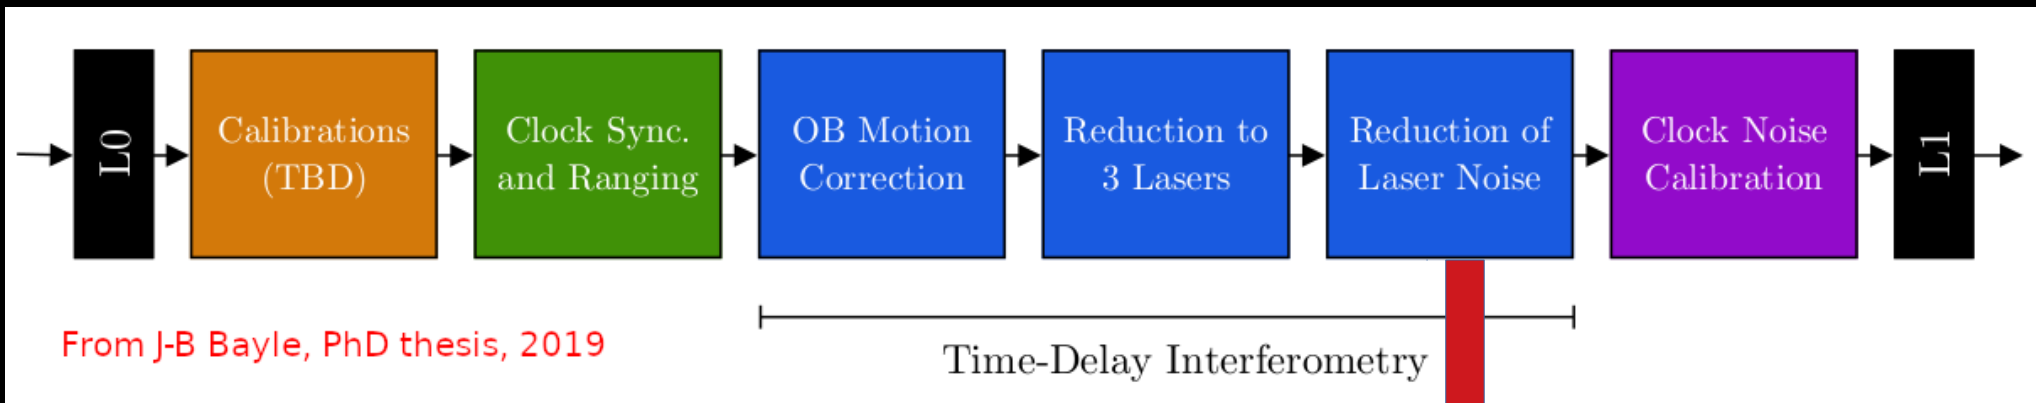 L0
Calibrations
(TBD)
Clock Sync.
and Ranging
OB Motion
Correction
Reduction to
3 Lasers
Reduction of
Laser Noise
Clock Noise
Calibration
L1
From J-B Bayle, PhD thesis, 2019
Time-Delay Interferometry